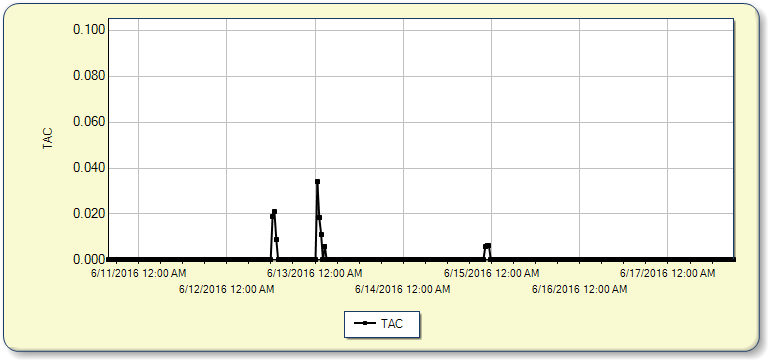 0.100
0.080
0.060
0.040
0.020
0.000
TAC
6/11/2016 12:00 AM
6/13/2016 12:00 AM
6/15/2016 12:00 AM
6/17/2016 12:00 AM
6/12/2016 12:00 AM
6/14/2016 12:00 AM
6/16/2016 12:00 AM
TAC